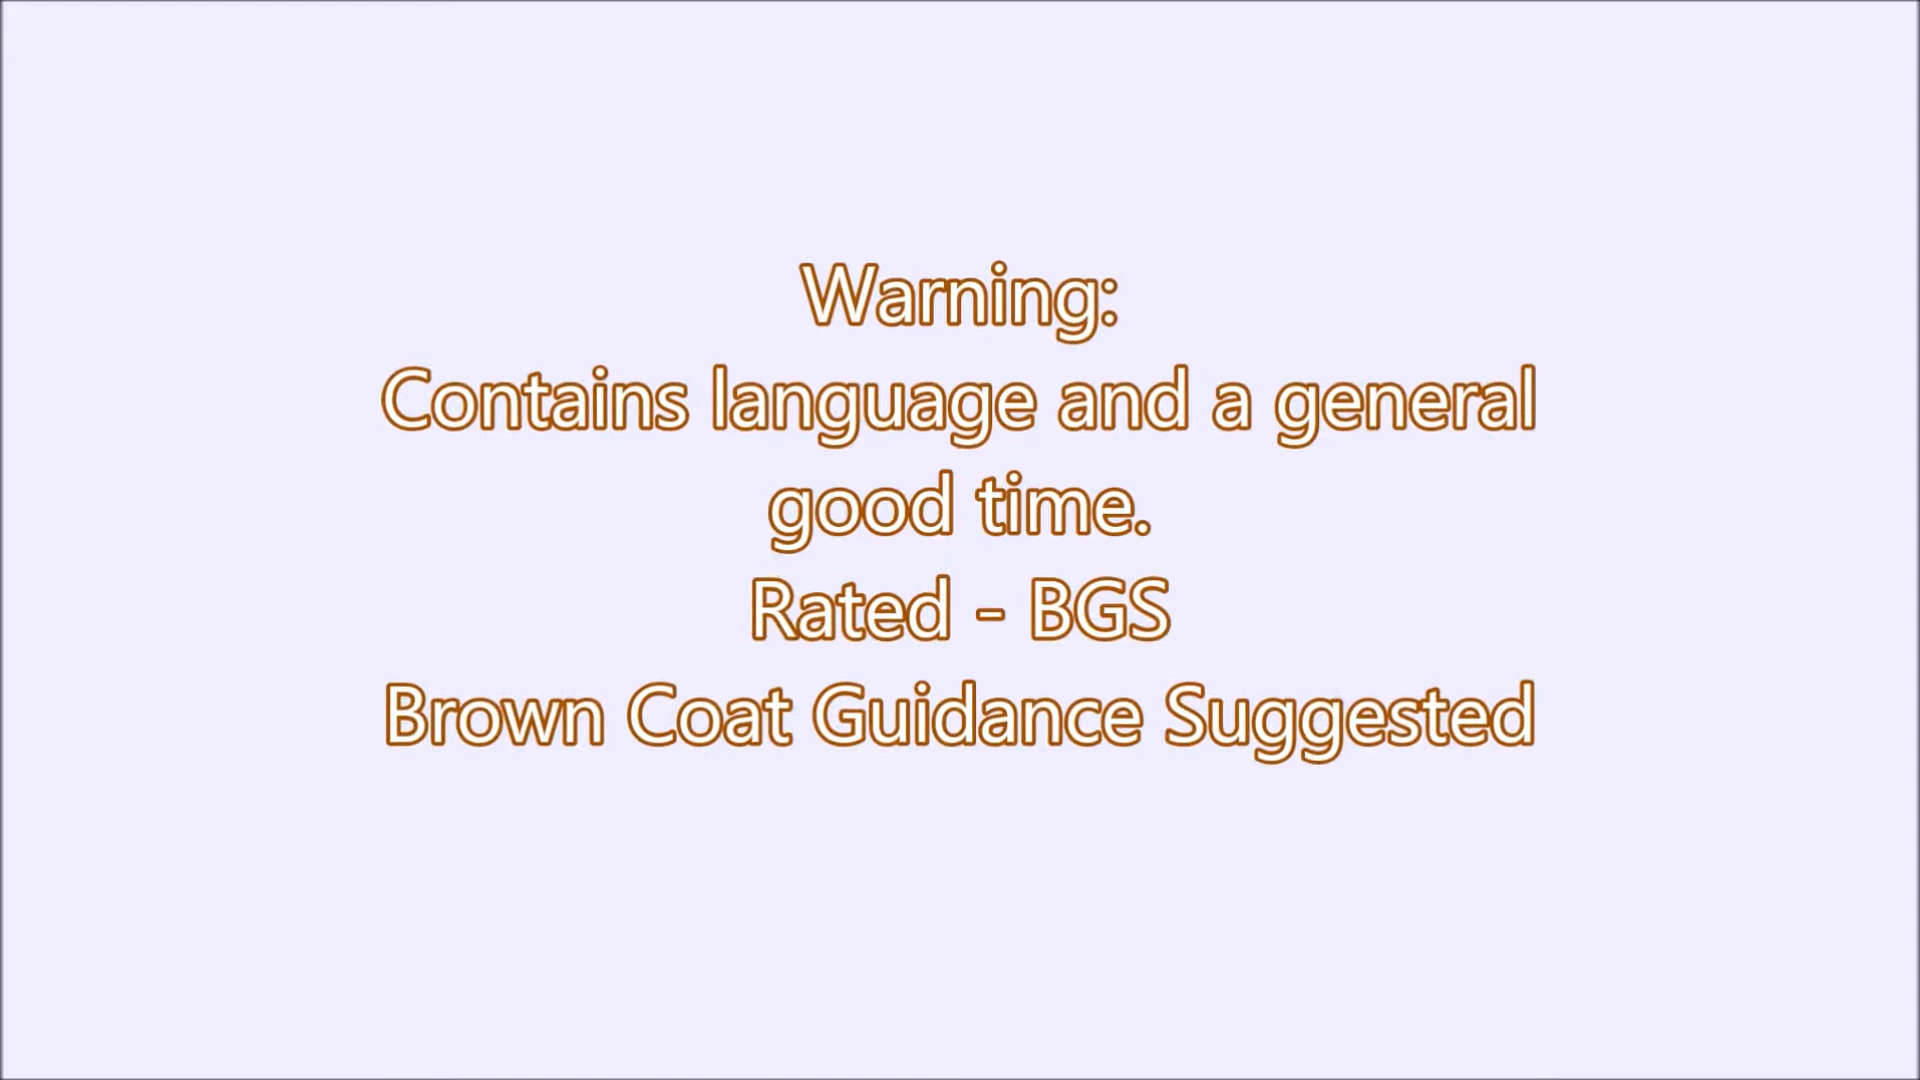 Warning:
Contains language and a general
good time.
Rated - BGS
Brown Coat Guidance Suggested